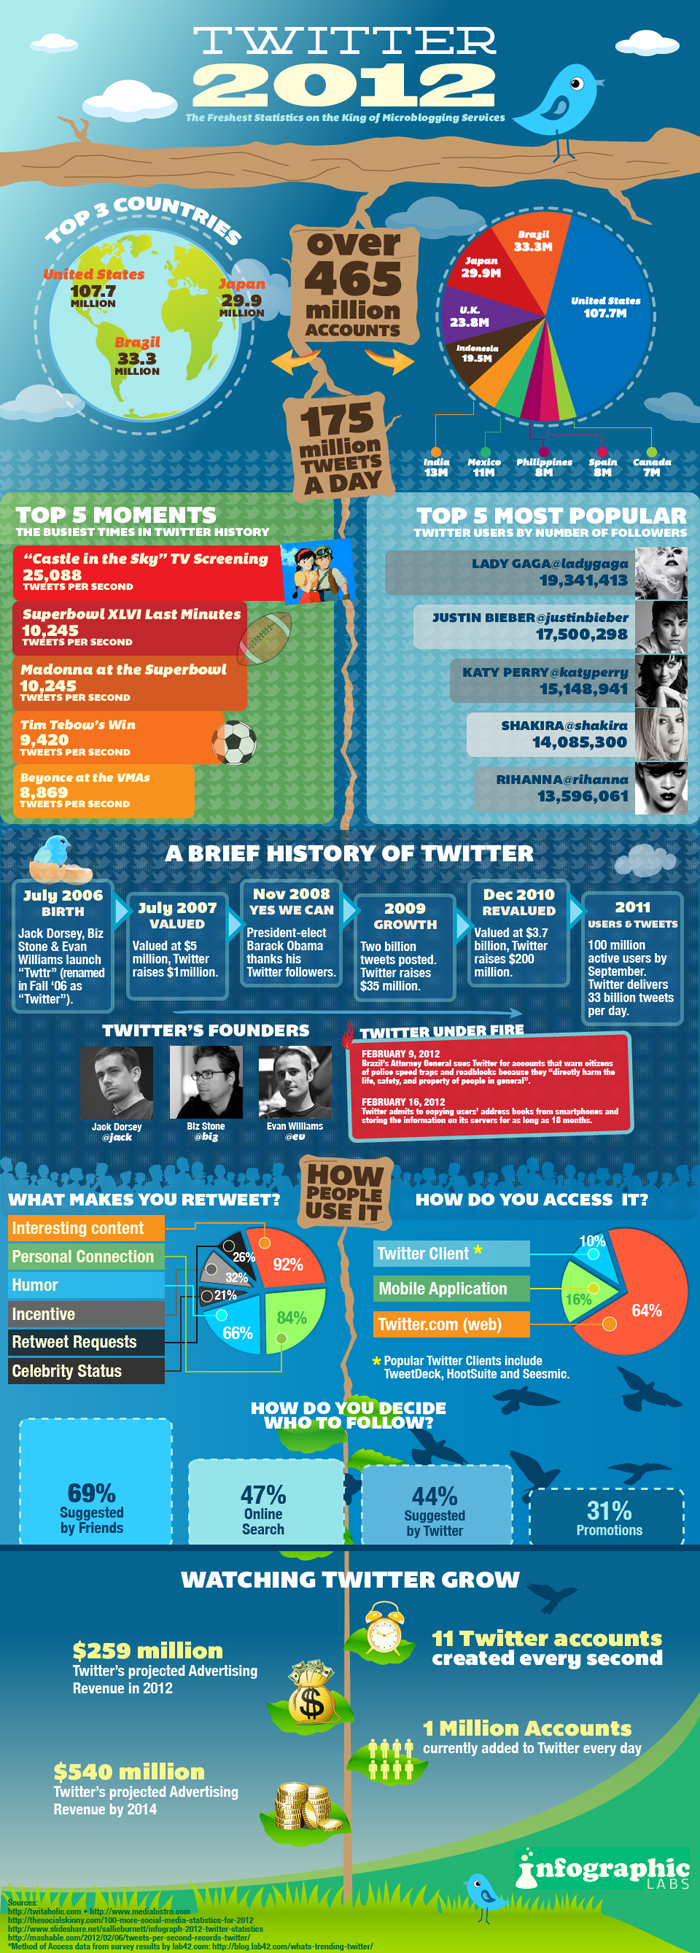 TWITTER
2012
The Freshest Statistics on the King of Microblogging Services
TOP 3 COUNTRIES
United States
107.7
MILLION
Japan
29.9
MILLION
Brazil
33.3
MILLION
over
465
million
ACCOUNTS
175
million
TWEETS
A DAY
Brazil
33.3M
Japan
29.9M
United States
107.7M
U.K.
23.8M
Indonesia
19.5M
India
13M
Mexico
11M
Philippines
8M
Spain
8M
Canada
7M
TOP 5 MOMENTS
THE BUSIEST TIMES IN TWITTER HISTORY
"Castle in the Sky" TV Screening
25,088
TWEETS PER SECOND
Superbowl XLVI Last Minutes
10,245
TWEETS PER SECOND
Madonna at the Superbowl
10,245
TWEETS PER SECOND
Tim Tebow's Win
9,420
TWEETS PER SECOND
Beyonce at the VMAs
8,869
TWEETS PER SECOND
TOP 5 MOST POPULAR
TWITTER USERS BY NUMBER OF FOLLOWERS
LADY GAGA@ladygaga
19,341,413
JUSTIN BIEBER@justinbieber
17,500,298
KATY PERRY@katyperry
15,148,941
SHAKIRA@shakira
14,085,300
RIHANNA@rihanna
13,596,061
A BRIEF HISTORY OF TWITTER
July 2006
BIRTH
Jack Dorsey, Biz
Stone & Evan
Williams launch
"Twttr" (renamed
in Fall '06 as
"Twitter").
July 2007
VALUED
Valued at $5
million, Twitter
raises $1million.
Nov 2008
YES WE CAN
President-elect
Barack Obama
thanks his
Twitter followers.
2009
GROWTH
Two billion
tweets posted.
Twitter raises
$35 million.
Dec 2010
REVALUED
Valued at $3.7
billion, Twitter
raises $200
million.
2011
USERS & TWEETS
100 million
active users by
September.
Twitter delivers
33 billion tweets
per day.
TWITTER'S FOUNDERS
Jack Dorsey
@jack
Biz Stone
@biz
Evan Williams
@ev
TWITTER UNDER FIRE
FEBRUARY 9, 2012
Brazil's Attorney General sues Twitter for accounts that warn citizens
of police speed traps and roadblocks because they "directly harm the
life, safety, and property of people in general".
FEBRUARY 16, 2012
Twitter admits to copying users' address books from smartphones and
storing the information on its servers for as long as 18 months.
HOW
PEOPLE
USE IT
WHAT MAKES YOU RETWEET?
Interesting content
Personal Connection
Humor
Incentive
Retweet Requests
Celebrity Status
26%
92%
32%
21%
66%
84%
HOW DO YOU ACCESS IT?
Twitter Client *
Mobile Application
Twitter.com (web)
10%
16%
64%
* Popular Twitter Clients include
TweetDeck, HootSuite and Seesmic.
HOW DO YOU DECIDE
WHO TO FOLLOW?
69%
Suggested
by Friends
47%
Online
Search
44%
Suggested
by Twitter
31%
Promotions
WATCHING TWITTER GROW
$259 million
Twitter's projected Advertising
Revenue in 2012
11 Twitter accounts
created every second
1 Million Accounts
currently added to Twitter every day
$540 million
Twitter's projected Advertising
Revenue by 2014
infographic
LABS
Sources:
http://twitaholic.com • http://www.mediabistro.com
http://thesocialskinny.com/100-more-social-media-statistics-for-2012
http://www.slideshare.net/sallieburnett/infograph-2012-twitter-statistics
http://mashable.com/2012/02/06/tweets-per-second-records-twitter/
*Method of Access data from survey results by lab42.com: http://blog.lab42.com/whats-trending-twitter/